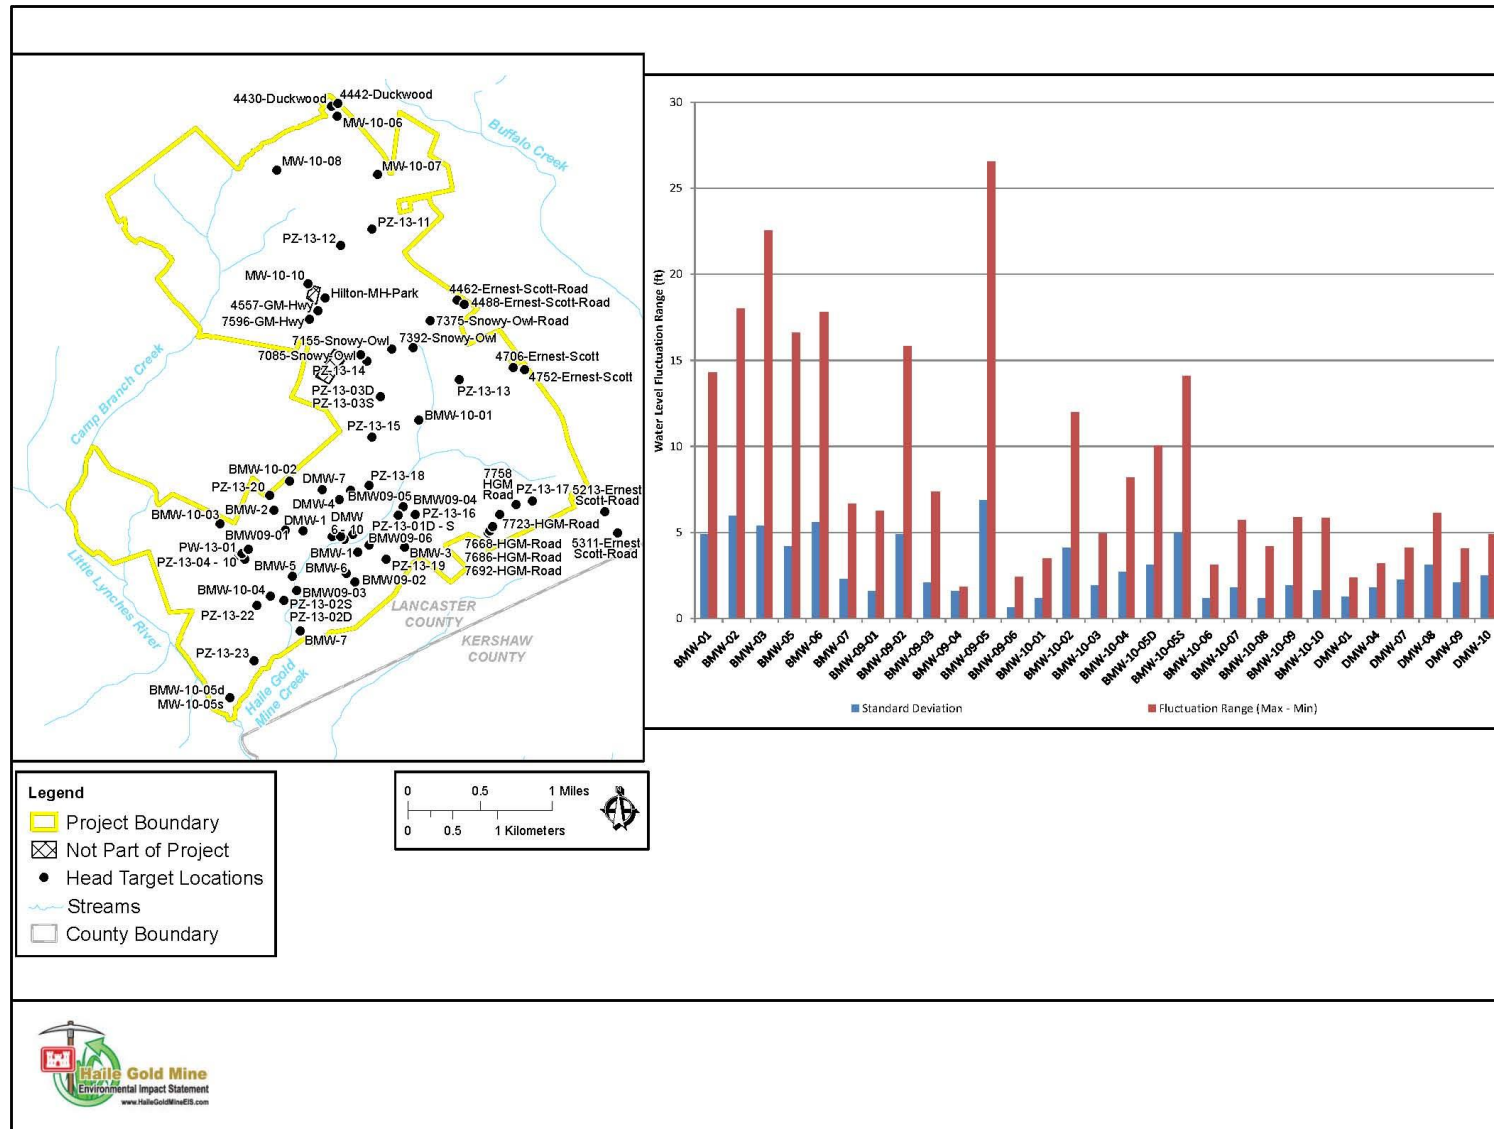 4430-Duckwood
4442-Duckwood
MW-10-06
Buffalo Creek
MW-10-08
MW-10-07
PZ-13-11
PZ-13-12
MW-10-10
Hilton-MH-Park
4462-Ernest-Scott-Road
4557-GM-Hwy
4488-Ernest-Scott-Road
7596-GM-Hwy
7375-Snowy-Owl-Road
7155-Snowy-Owl
7392-Snowy-Owl
7085-Snowy-Owl
4706-Ernest-Scott
PZ-13-14
4752-Ernest-Scott
Camp Branch Creek
PZ-13-03D
PZ-13-13
PZ-13-03S
BMW-10-01
PZ-13-15
BMW-10-02
DMW-7
PZ-13-18
7758
HGM
Road
PZ-13-20
BMW09-05
BMW09-04
PZ-13-17
5213-Ernest
Scott-Road
BMW-2
DMW-4
PZ-13-16
BMW-10-03
DMW-1
DMW
6 - 10
PZ-13-01D - S
7723-HGM-Road
BMW09-01
BMW09-06
PW-13-01
BMW-1
BMW-3
7668-HGM-Road
5311-Ernest
Scott-Road
PZ-13-04 - 10
BMW-5
BMW-6
PZ-13-19
7686-HGM-Road
7692-HGM-Road
Little Lynches River
BMW09-02
BMW-10-04
BMW09-03
PZ-13-22
PZ-13-02S
PZ-13-02D
LANCASTER
COUNTY
BMW-7
KERSHAW
COUNTY
PZ-13-23
BMW-10-05d
MW-10-05s
Haile Gold
Mine Creek
Water Level Fluctuation Range (ft)
30
25
20
15
10
5
0
BMW-01
BMW-02
BMW-03
BMW-05
BMW-06
BMW-07
BMW-09-01
BMW-09-02
BMW-09-03
BMW-09-04
BMW-09-05
BMW-09-06
BMW-10-01
BMW-10-02
BMW-10-03
BMW-10-04
BMW-10-05D
BMW-10-05S
BMW-10-06
BMW-10-07
BMW-10-08
BMW-10-09
BMW-10-10
DMW-01
DMW-04
DMW-07
DMW-08
DMW-09
DMW-10
Standard Deviation
Fluctuation Range (Max - Min)
Legend
Project Boundary
Not Part of Project
Head Target Locations
Streams
County Boundary
0 0.5 1 Miles
0 0.5 1 Kilometers
N
Haile Gold Mine
Environmental Impact Statement
www.HaileGoldMineEIS.com